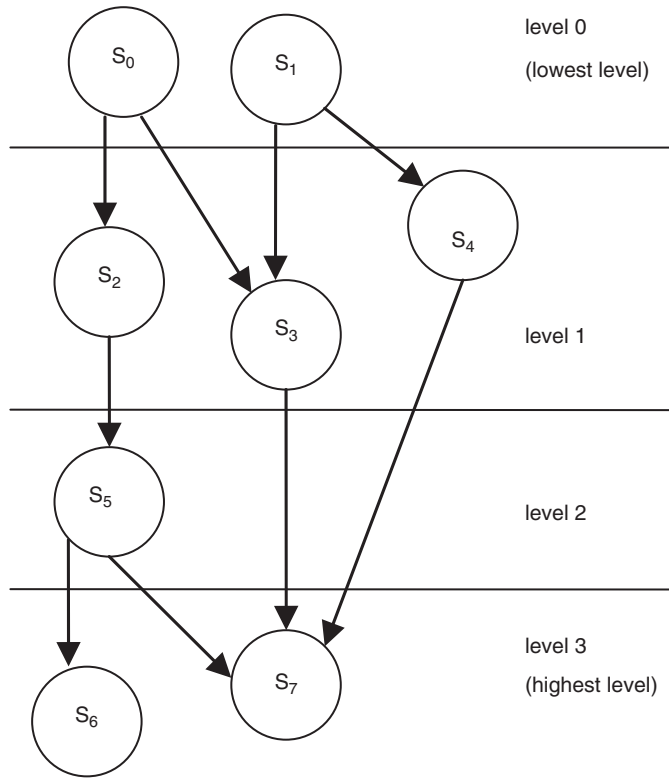 S₀
S₁
level 0
(lowest level)
S₄
S₂
S₃
level 1
S₅
level 2
level 3
S₇
(highest level)
S₆